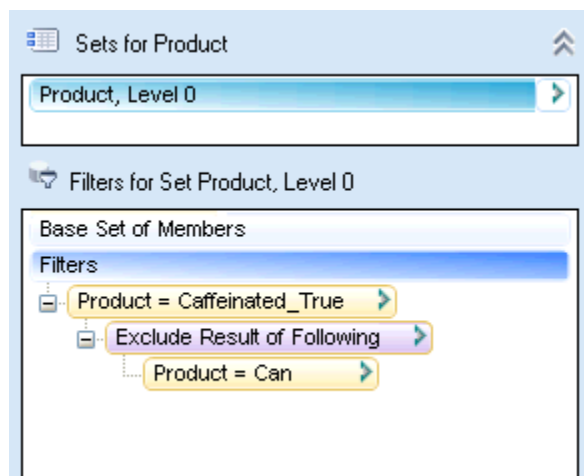 Sets for Product
Product, Level 0
Filters for Set Product, Level 0
Base Set of Members
Filters
Product = Caffeinated_True
Exclude Result of Following
Product = Can